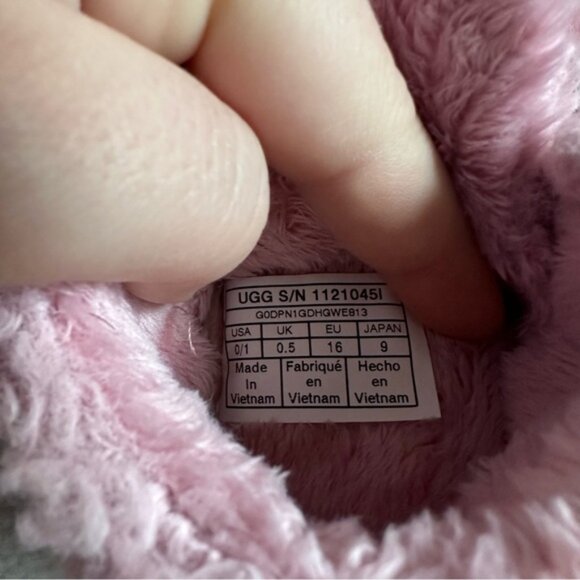 UGG S/N 1121045I
G0DPN1GDHGWE813
USA UK EU JAPAN
0/1 0.5 16 9
Made Fabriqué Hecho
In en en
Vietnam Vietnam Vietnam